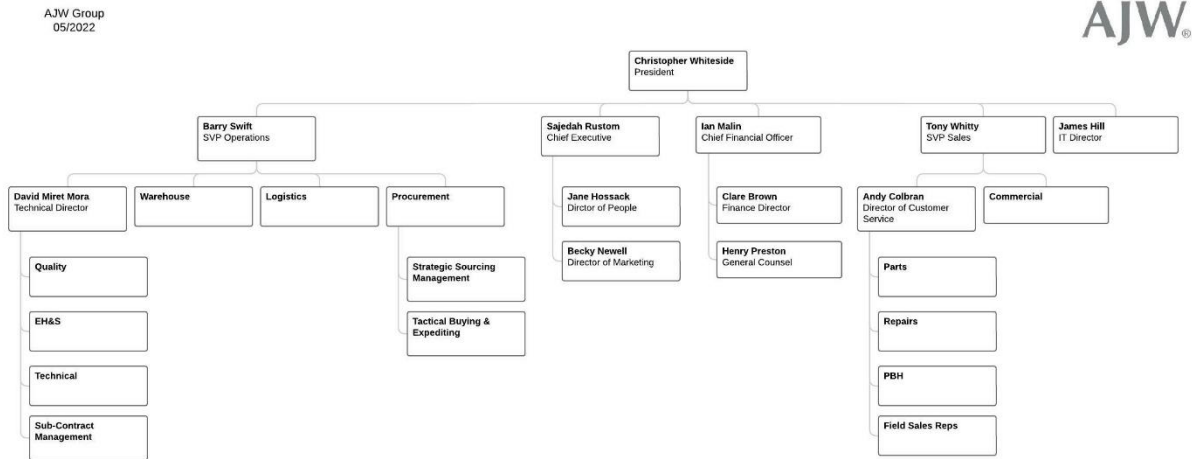 AJW Group
05/2022
AJW®
Christopher Whiteside
President
Barry Swift
SVP Operations
Sajedah Rustom
Chief Executive
Ian Malin
Chief Financial Officer
Tony Whitty
SVP Sales
James Hill
IT Director
David Miret Mora
Technical Director
Warehouse
Logistics
Procurement
Jane Hossack
Dirctor of People
Clare Brown
Finance Director
Andy Colbran
Director of Customer
Service
Commercial
Becky Newell
Director of Marketing
Henry Preston
General Counsel
Quality
Strategic Sourcing
Management
Parts
EH&S
Tactical Buying &
Expediting
Repairs
Technical
PBH
Sub-Contract
Management
Field Sales Reps